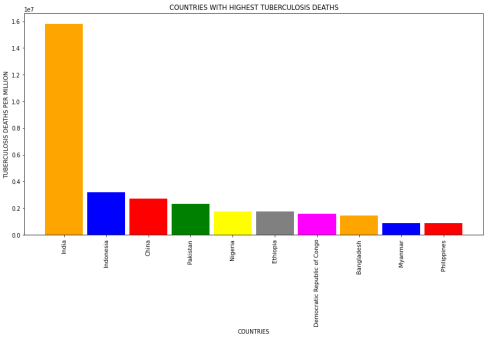 COUNTRIES WITH HIGHEST TUBERCULOSIS DEATHS
1e7
TUBERCULOSIS DEATHS PER MILLION
1.6
1.4
1.2
1.0
0.8
0.6
0.4
0.2
0.0
India
Indonesia
China
Pakistan
Nigeria
Ethiopia
Democratic Republic of Congo
Bangladesh
Myanmar
Philippines
COUNTRIES